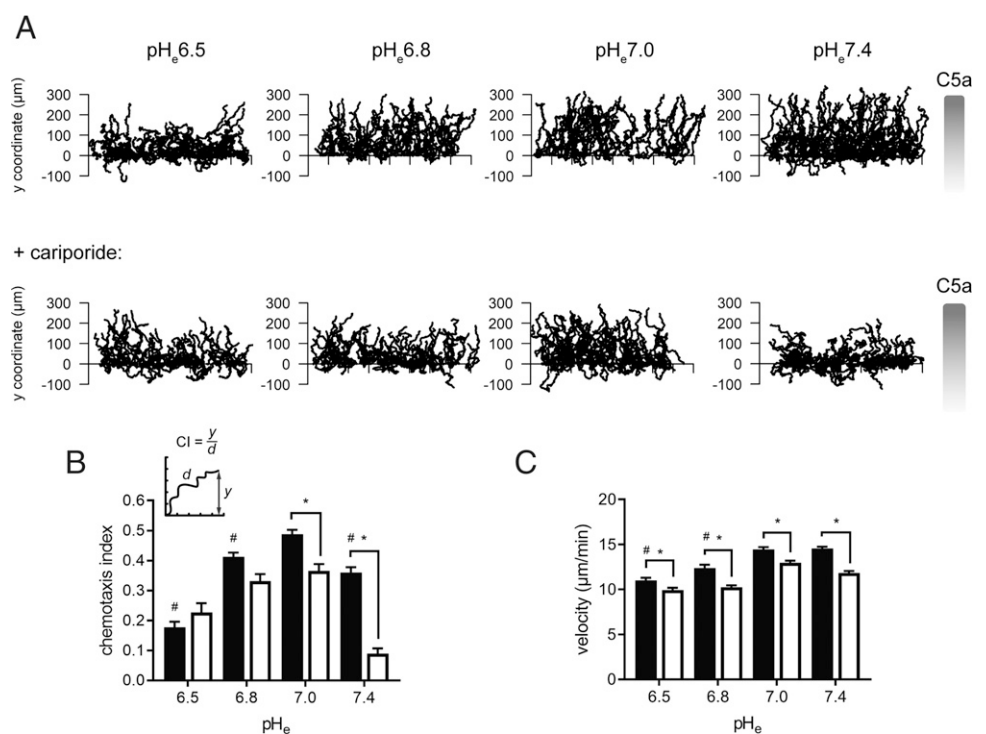 A
pHe6.5 pHe6.8 pHe7.0 pHe7.4
C5a
y coordinate (µm)
300 300 300 300
200 200 200 200
100 100 100 100
0 0 0 0
-100 -100 -100 -100
+ cariporide:
C5a
y coordinate (µm)
300 300 300 300
200 200 200 200
100 100 100 100
0 0 0 0
-100 -100 -100 -100
B
CI = y/d
d
y
chemotaxis index
0.6
0.5
0.4
0.3
0.2
0.1
0.0
# # * # *
6.5 6.8 7.0 7.4
pHe
C
velocity (µm/min)
20
15
10
5
0
# * # * * *
6.5 6.8 7.0 7.4
pHe